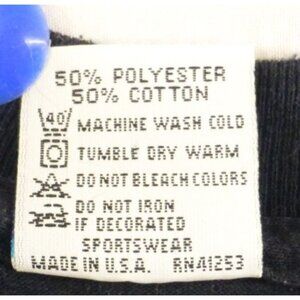 50% POLYESTER
50% COTTON
40 MACHINE WASH COLD
TUMBLE DRY WARM
DO NOT BLEACH COLORS
DO NOT IRON
IF DECORATED
SPORTSWEAR
MADE IN U.S.A. RN41253